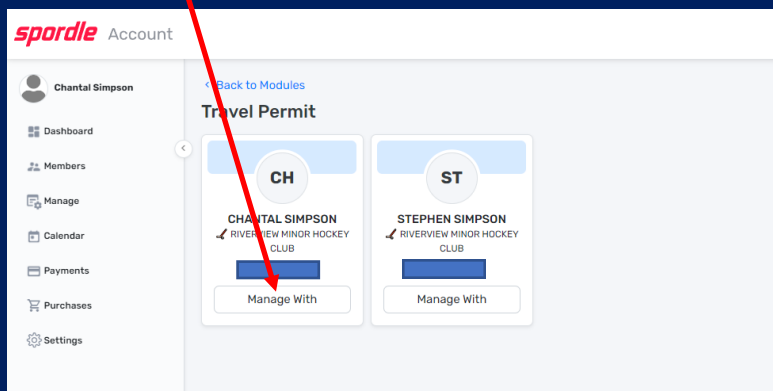 spordle Account
Chantal Simpson
Dashboard
Members
Manage
Calendar
Payments
Purchases
Settings
< Back to Modules
Travel Permit
CH
CHANTAL SIMPSON
RIVERVIEW MINOR HOCKEY
CLUB
Manage With
ST
STEPHEN SIMPSON
RIVERVIEW MINOR HOCKEY
CLUB
Manage With